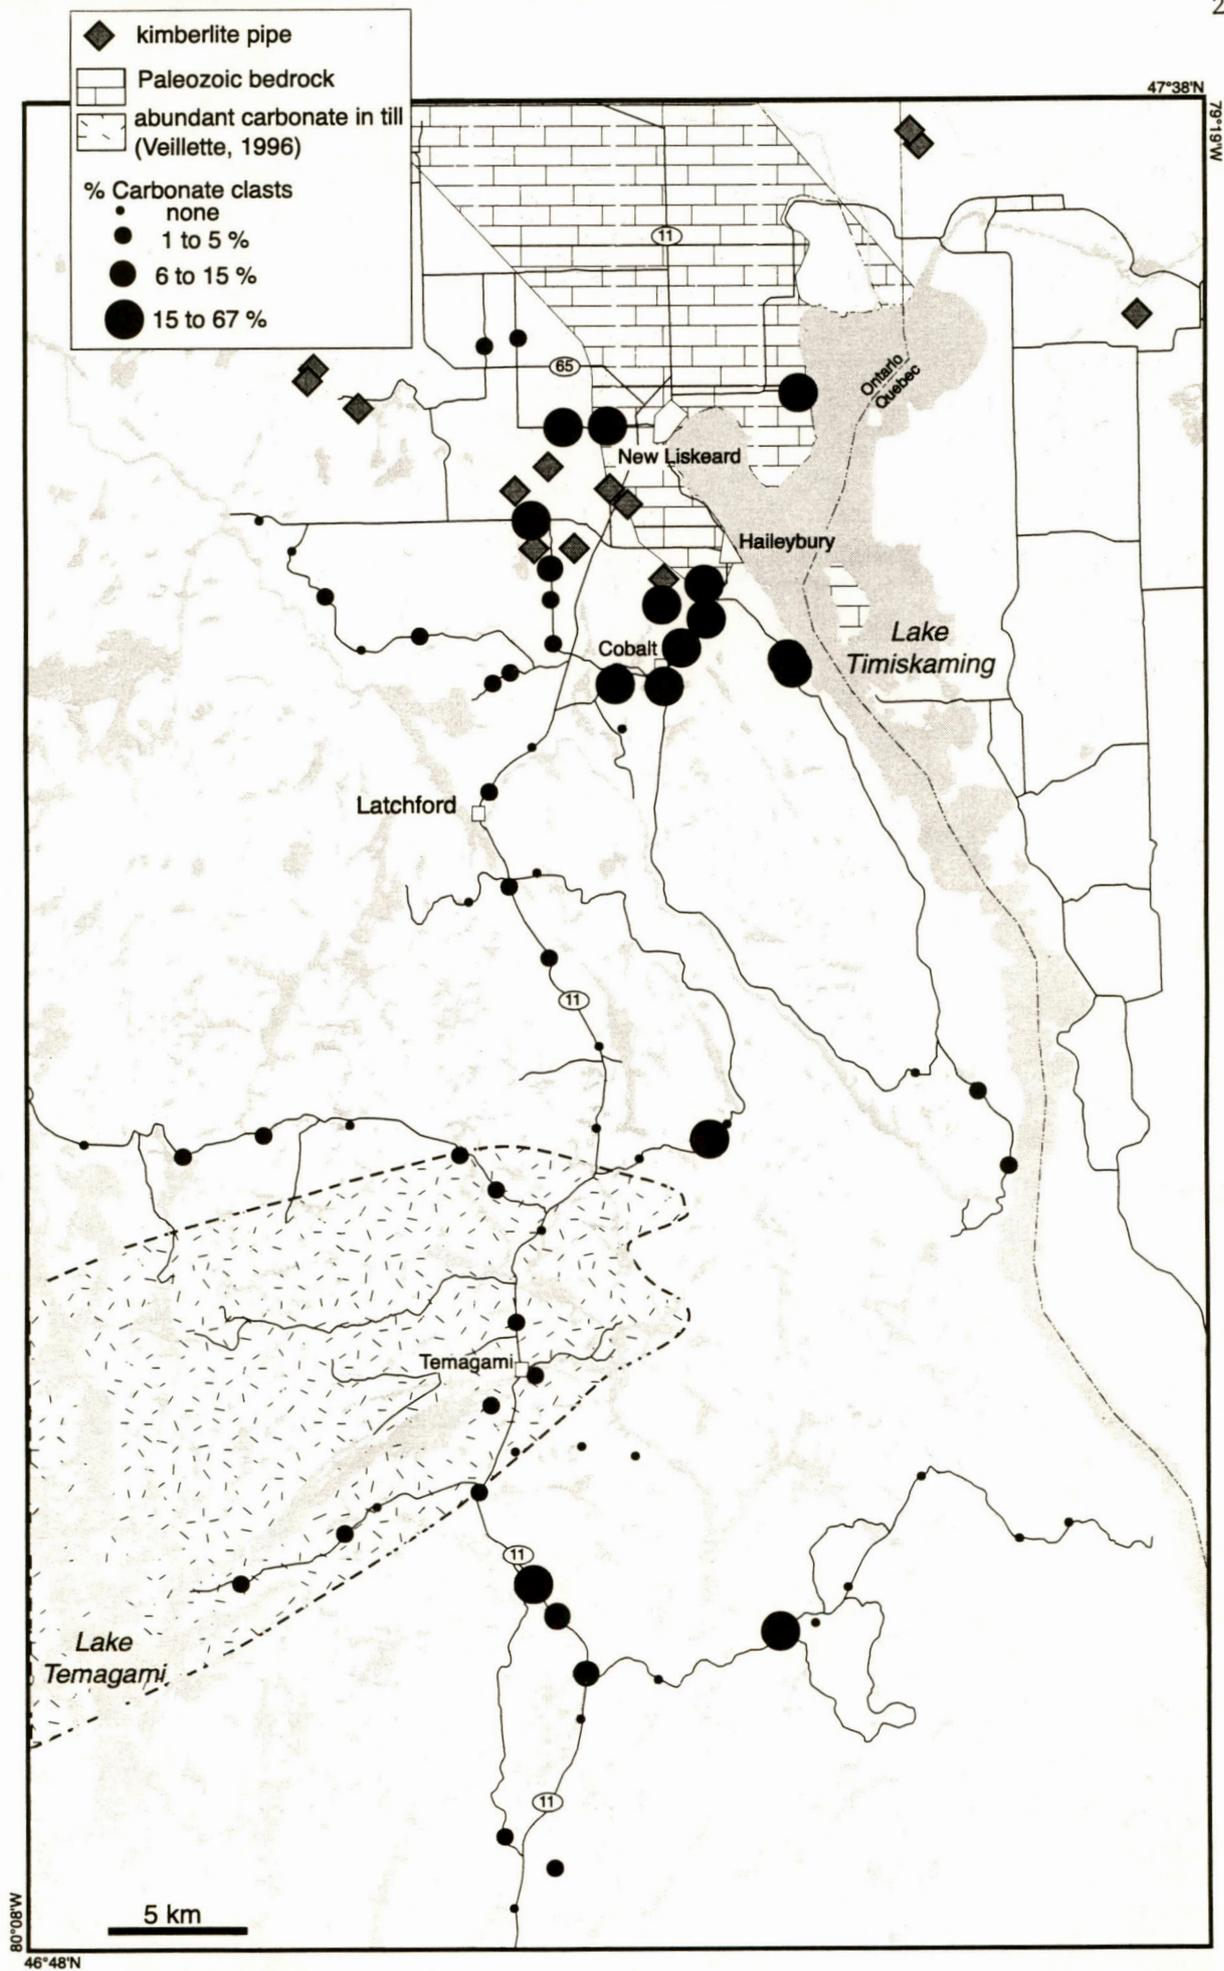 2
kimberlite pipe
Paleozoic bedrock
abundant carbonate in till
(Veillette, 1996)
% Carbonate clasts
none
1 to 5 %
6 to 15 %
15 to 67 %
47°38'N
79°19'W
11
65
Ontario
Quebec
New Liskeard
Haileybury
Lake
Timiskaming
Cobalt
Latchford
11
Temagami
11
Lake
Temagami
11
5 km
80°08'W
46°48'N